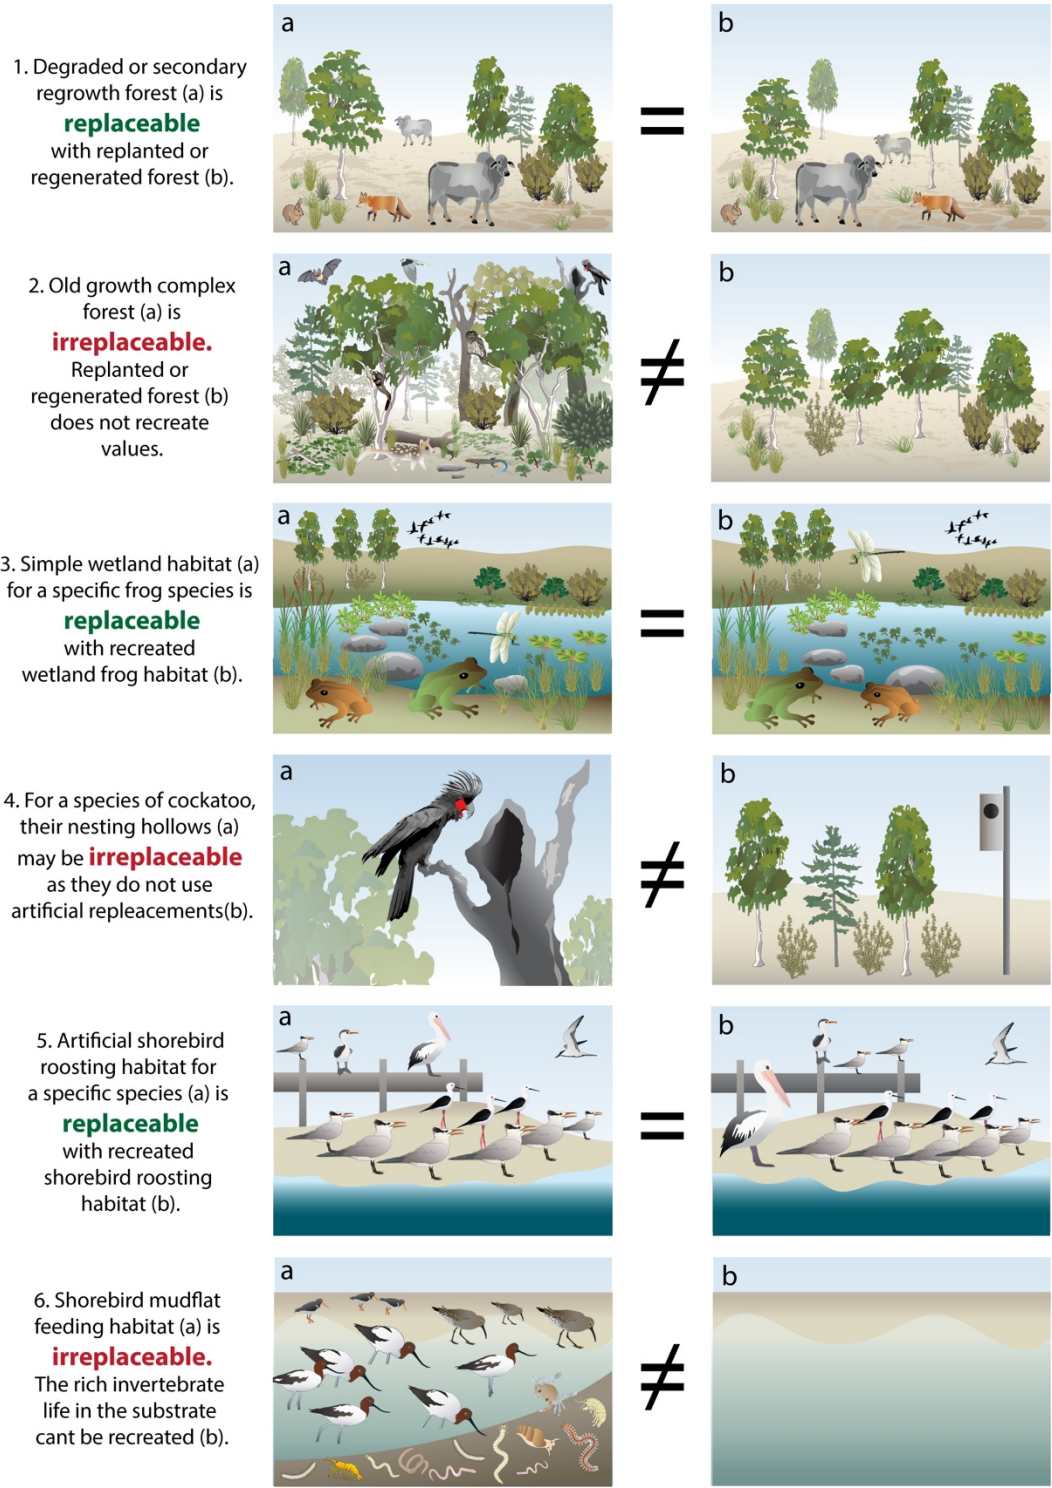 1. Degraded or secondary
regrowth forest (a) is
replaceable
with replanted or
regenerated forest (b).
a
=
b
2. Old growth complex
forest (a) is
irreplaceable.
Replanted or
regenerated forest (b)
does not recreate
values.
a
≠
b
3. Simple wetland habitat (a)
for a specific frog species is
replaceable
with recreated
wetland frog habitat (b).
a
=
b
4. For a species of cockatoo,
their nesting hollows (a)
may be irreplaceable
as they do not use
artificial repleacements(b).
a
≠
b
5. Artificial shorebird
roosting habitat for
a specific species (a) is
replaceable
with recreated
shorebird roosting
habitat (b).
a
=
b
6. Shorebird mudflat
feeding habitat (a) is
irreplaceable.
The rich invertebrate
life in the substrate
cant be recreated (b).
a
≠
b